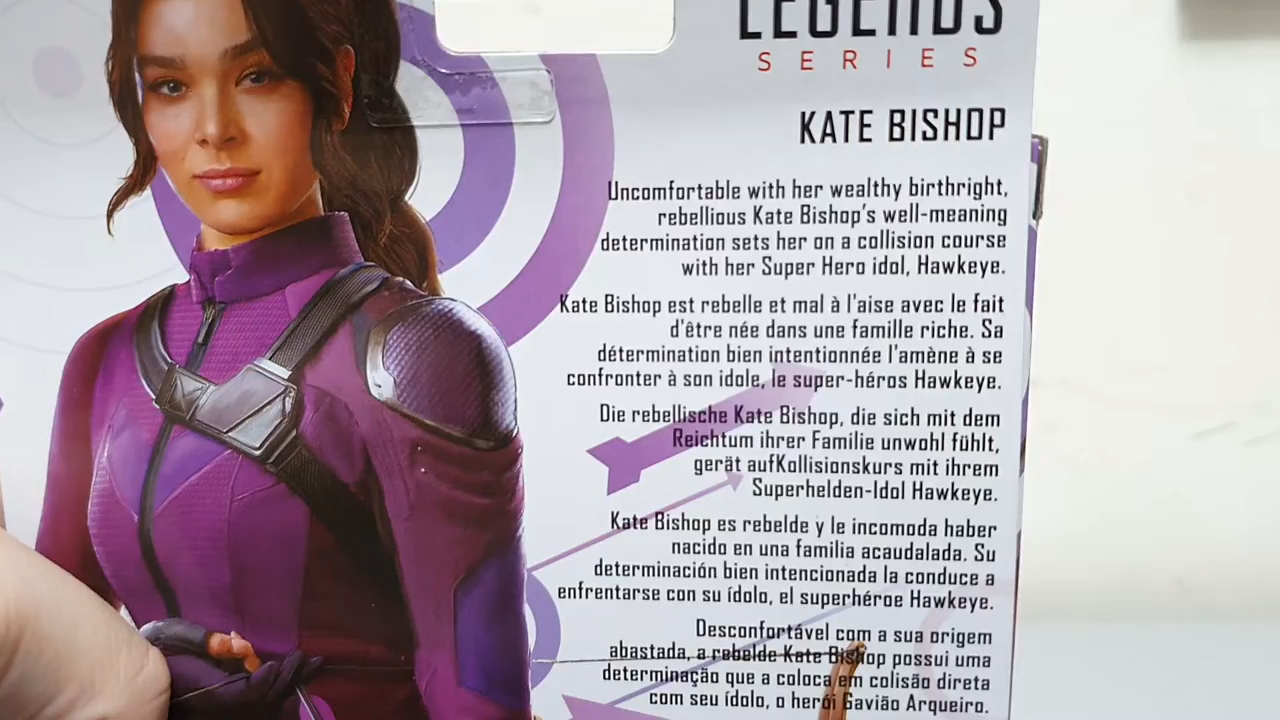 LEGENDS
SERIES
KATE BISHOP
Uncomfortable with her wealthy birthright,
rebellious Kate Bishop's well-meaning
determination sets her on a collision course
with her Super Hero idol, Hawkeye.
Kate Bishop est rebelle et mal à l'aise avec le fait
d'être née dans une famille riche. Sa
détermination bien intentionnée l'amène à se
confronter à son idole, le super-héros Hawkeye.
Die rebellische Kate Bishop, die sich mit dem
Reichtum ihrer Familie unwohl fühlt,
gerät aufKollisionskurs mit ihrem
Superhelden-Idol Hawkeye.
Kate Bishop es rebelde y le incomoda haber
nacido en una familia acaudalada. Su
determinación bien intencionada la conduce a
enfrentarse con su ídolo, el superhéroe Hawkeye.
Desconfortável com a sua origem
abastada, a rebelde Kate Bishop possui uma
determinação que a coloca em colisão direta
com seu ídolo, o herói Gavião Arqueiro.